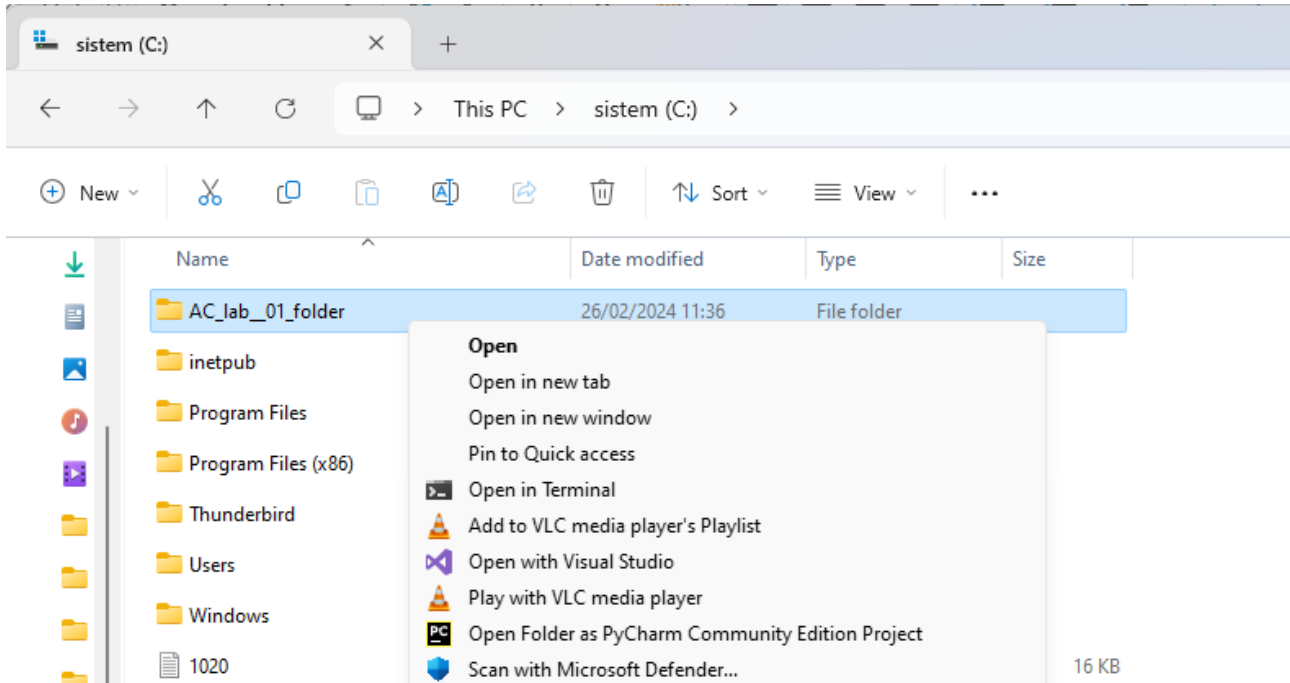 sistem (C:)
This PC > sistem (C:) >
New Sort View
Name Date modified Type Size
AC_lab__01_folder 26/02/2024 11:36 File folder
Open
inetpub
Open in new tab
Program Files
Open in new window
Pin to Quick access
Program Files (x86)
Open in Terminal
Thunderbird
Add to VLC media player's Playlist
Users
Open with Visual Studio
Play with VLC media player
Windows
PC Open Folder as PyCharm Community Edition Project
1020 16 KB
Scan with Microsoft Defender...